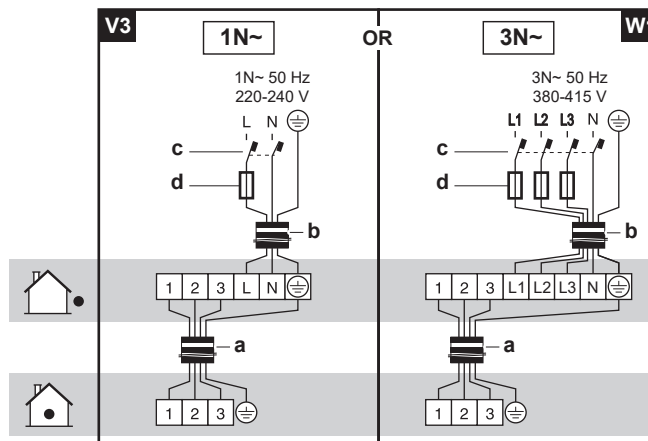 V3 1N~ OR 3N~ W1
1N~ 50 Hz
220-240 V
L N
c
d
b
1 2 3 L N
a
1 2 3
3N~ 50 Hz
380-415 V
L1 L2 L3 N
c
d
b
1 2 3 L1 L2 L3 N
a
1 2 3